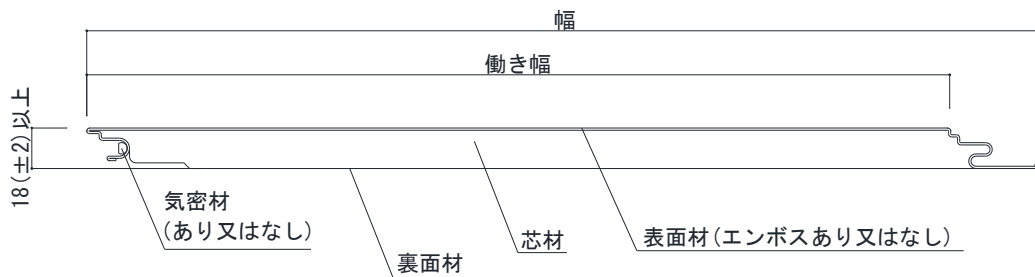 幅
働き幅
18(±2)以上
気密材
(あり又はなし)
裏面材
芯材
表面材(エンボスあり又はなし)